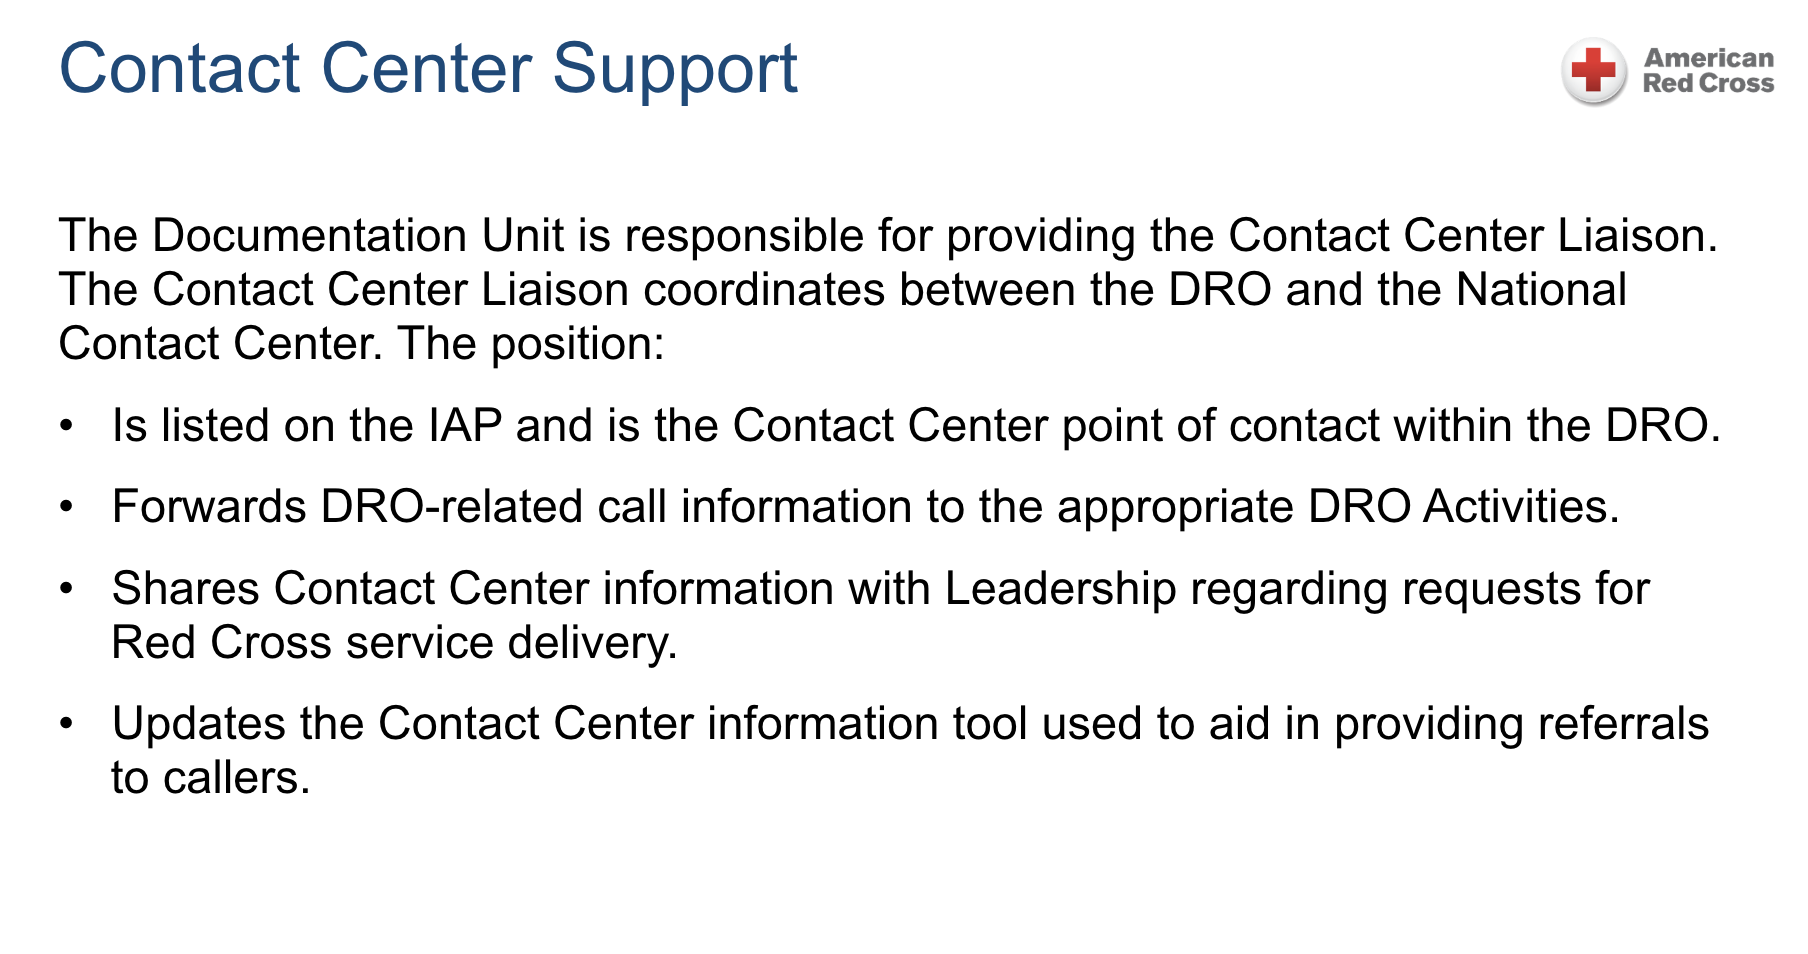 Contact Center Support
American
Red Cross
The Documentation Unit is responsible for providing the Contact Center Liaison.
The Contact Center Liaison coordinates between the DRO and the National
Contact Center. The position:
• Is listed on the IAP and is the Contact Center point of contact within the DRO.
• Forwards DRO-related call information to the appropriate DRO Activities.
• Shares Contact Center information with Leadership regarding requests for
Red Cross service delivery.
• Updates the Contact Center information tool used to aid in providing referrals
to callers.